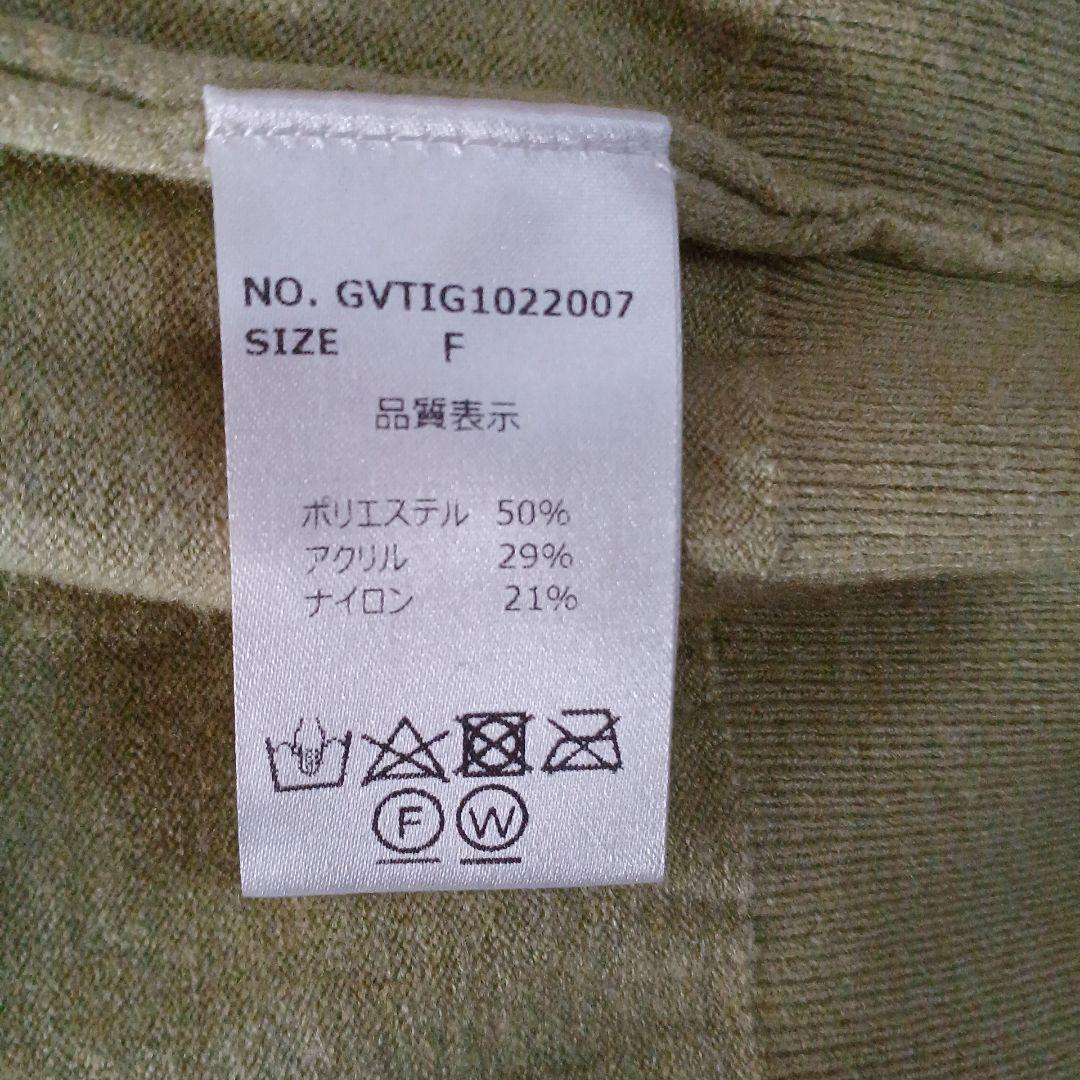 NO. GVTIG1022007
SIZE F
品質表示
ポリエステル 50%
アクリル 29%
ナイロン 21%
F W